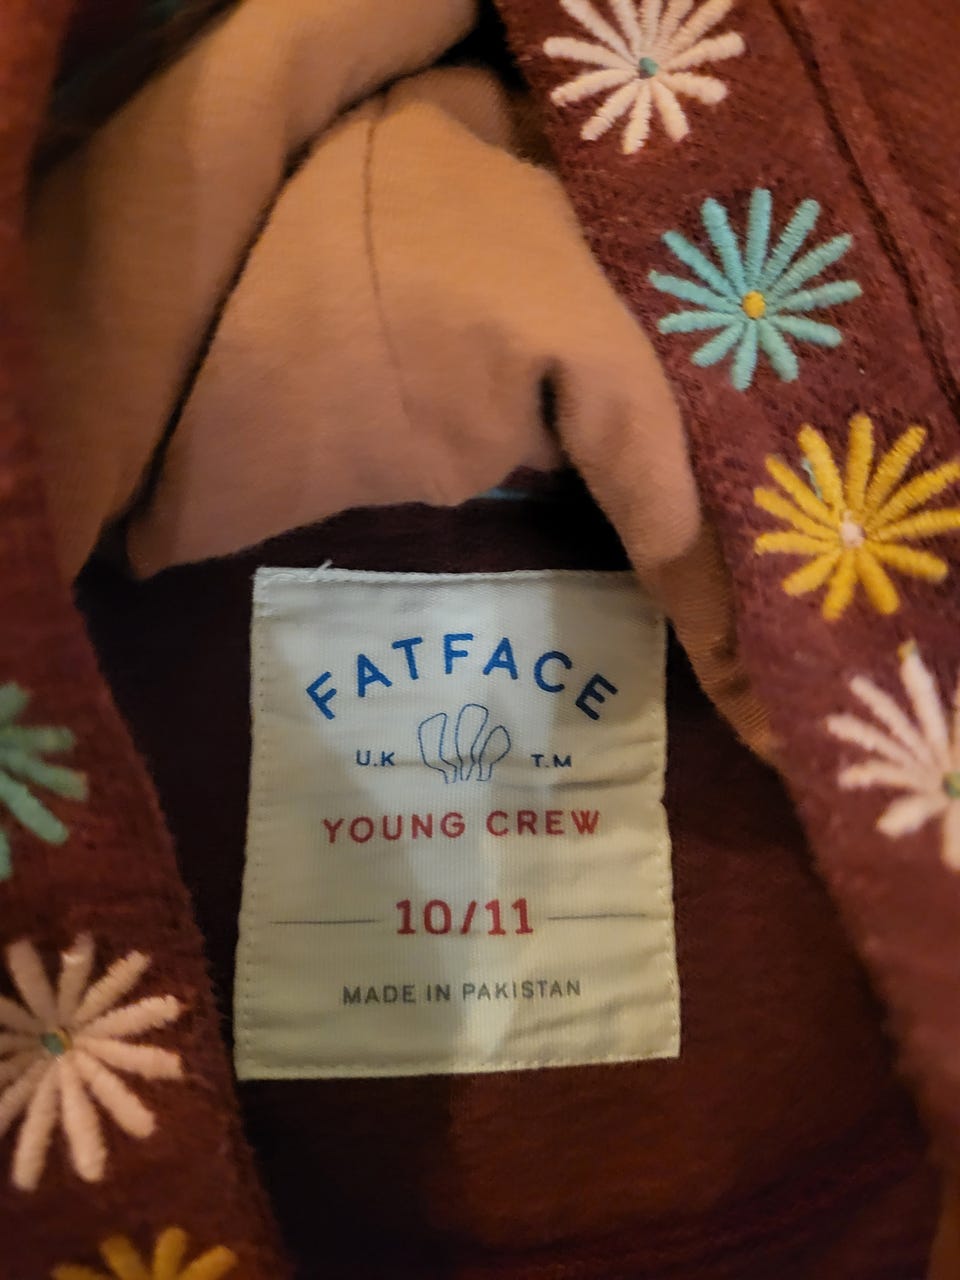 FATFACE
U.K T.M
YOUNG CREW
10/11
MADE IN PAKISTAN